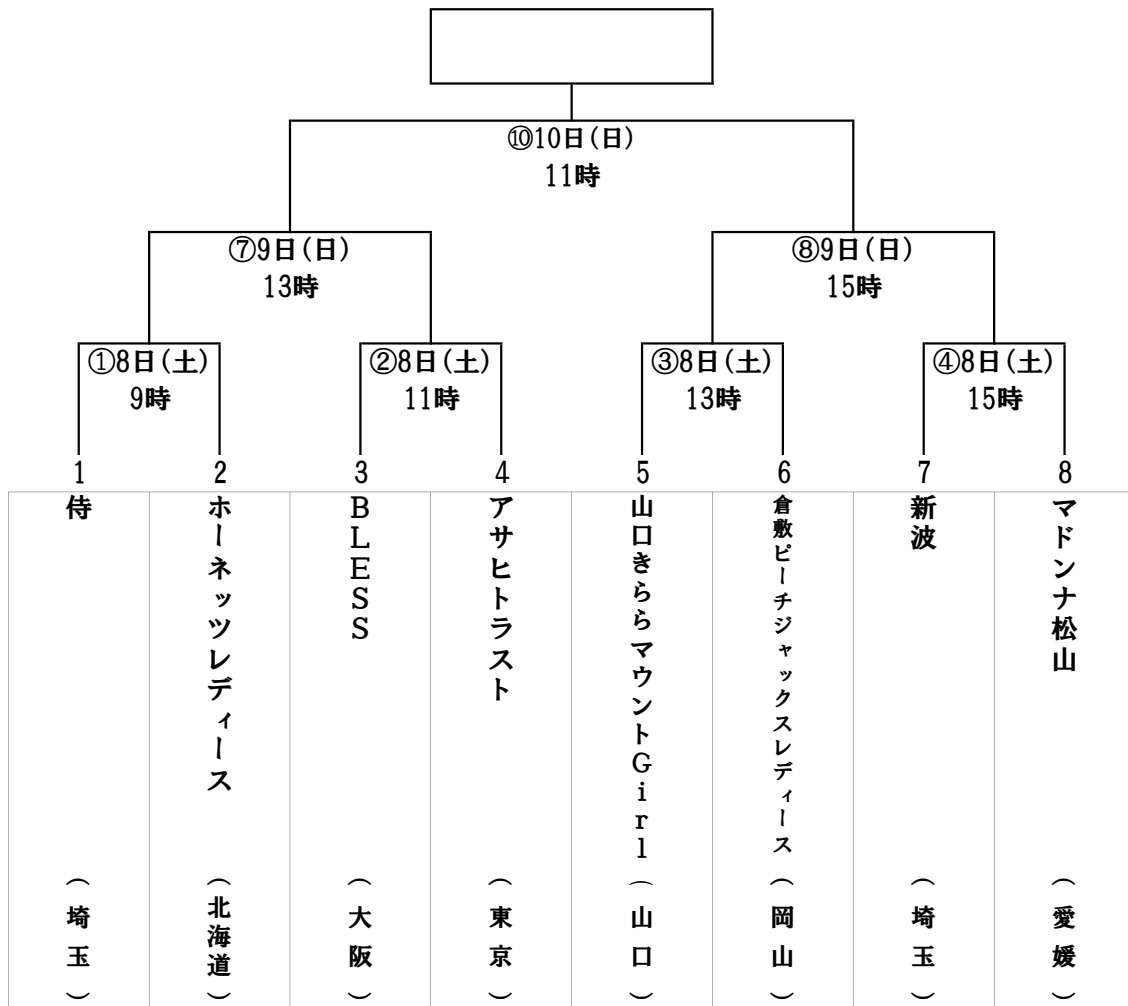 ⑩10日(日)
11時
⑦9日(日)
13時
⑧9日(日)
15時
①8日(土)
9時
②8日(土)
11時
③8日(土)
13時
④8日(土)
15時
1
2
3
4
5
6
7
8
侍
(埼玉)
ホーネッツレディース
(北海道)
BLESS
(大阪)
アサヒトラスト
(東京)
山口きららマウントGirl
(山口)
倉敷ピーチジャックスレディース
(岡山)
新波
(埼玉)
マドンナ松山
(愛媛)